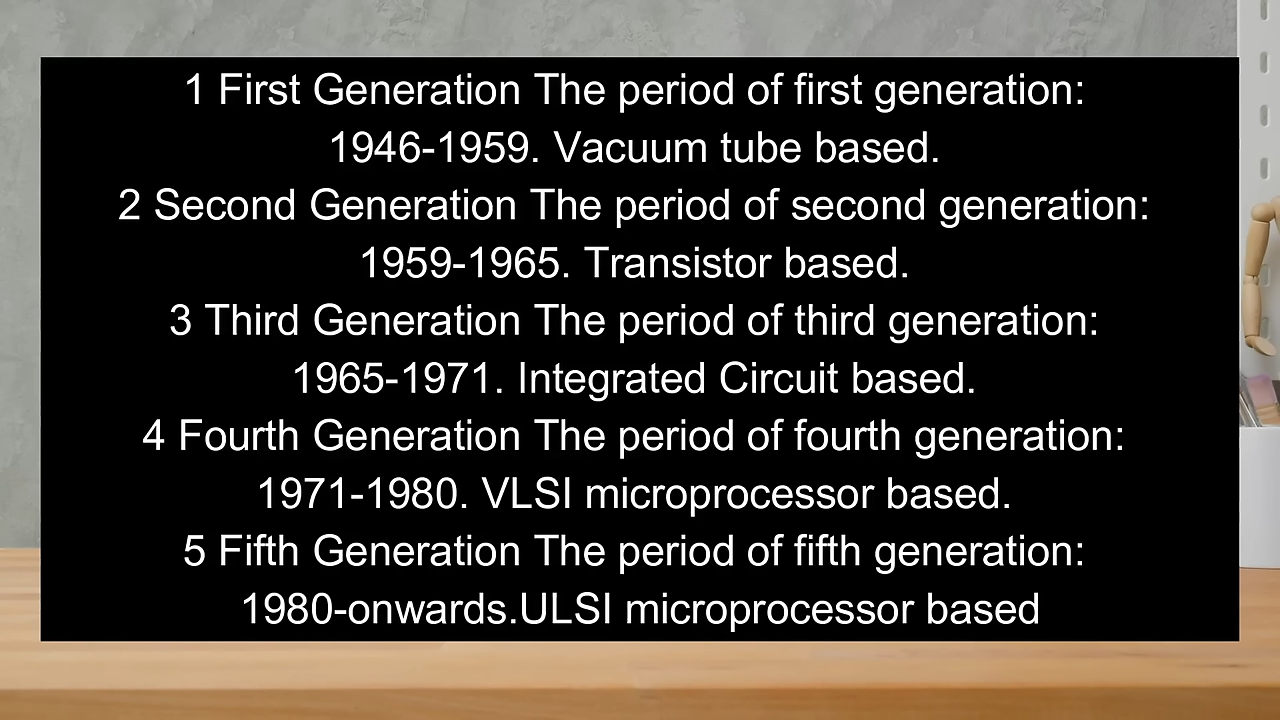 1 First Generation The period of first generation:
1946-1959. Vacuum tube based.
2 Second Generation The period of second generation:
1959-1965. Transistor based.
3 Third Generation The period of third generation:
1965-1971. Integrated Circuit based.
4 Fourth Generation The period of fourth generation:
1971-1980. VLSI microprocessor based.
5 Fifth Generation The period of fifth generation:
1980-onwards.ULSI microprocessor based